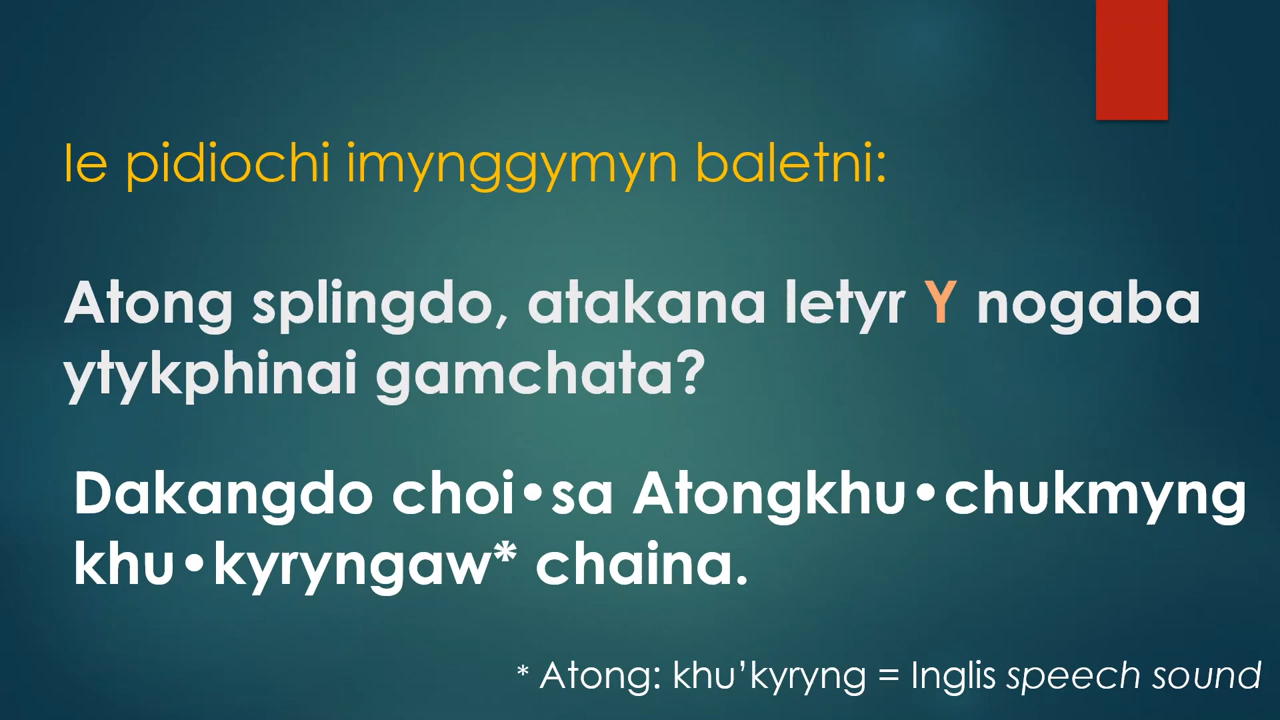 Ie pidiochi imynggymyn baletni:
Atong splingdo, atakana letyr Y nogaba
ytykphinai gamchata?
Dakangdo choi•sa Atongkhu•chukmyng
khu•kyryngaw* chaina.
* Atong: khu’kyryng = Inglis speech sound